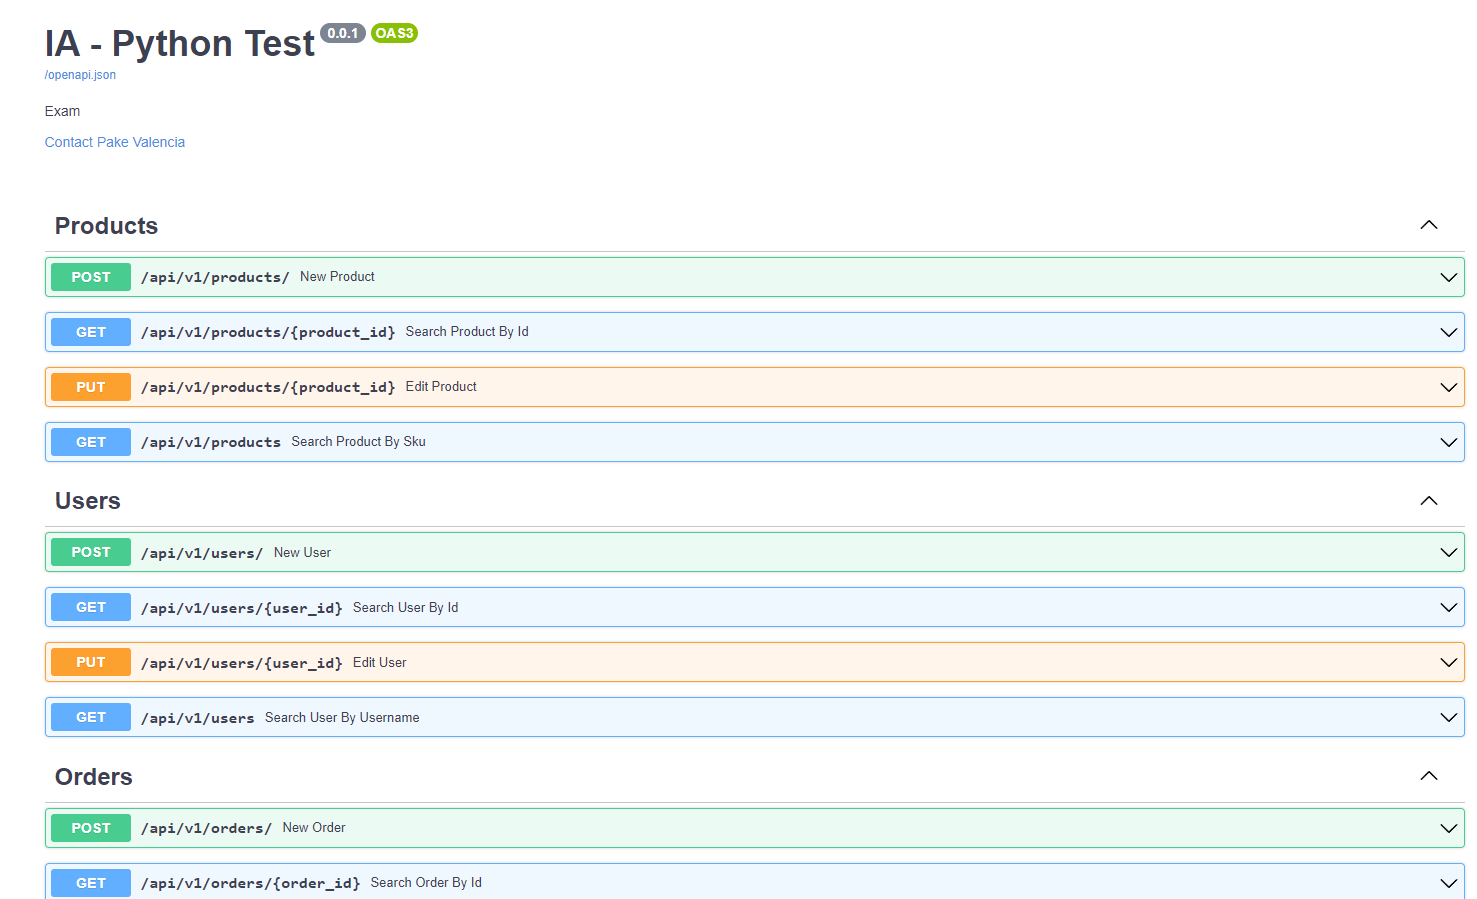 IA - Python Test 0.0.1 OAS3
/openapi.json
Exam
Contact Pake Valencia
Products
POST /api/v1/products/ New Product
GET /api/v1/products/{product_id} Search Product By Id
PUT /api/v1/products/{product_id} Edit Product
GET /api/v1/products Search Product By Sku
Users
POST /api/v1/users/ New User
GET /api/v1/users/{user_id} Search User By Id
PUT /api/v1/users/{user_id} Edit User
GET /api/v1/users Search User By Username
Orders
POST /api/v1/orders/ New Order
GET /api/v1/orders/{order_id} Search Order By Id